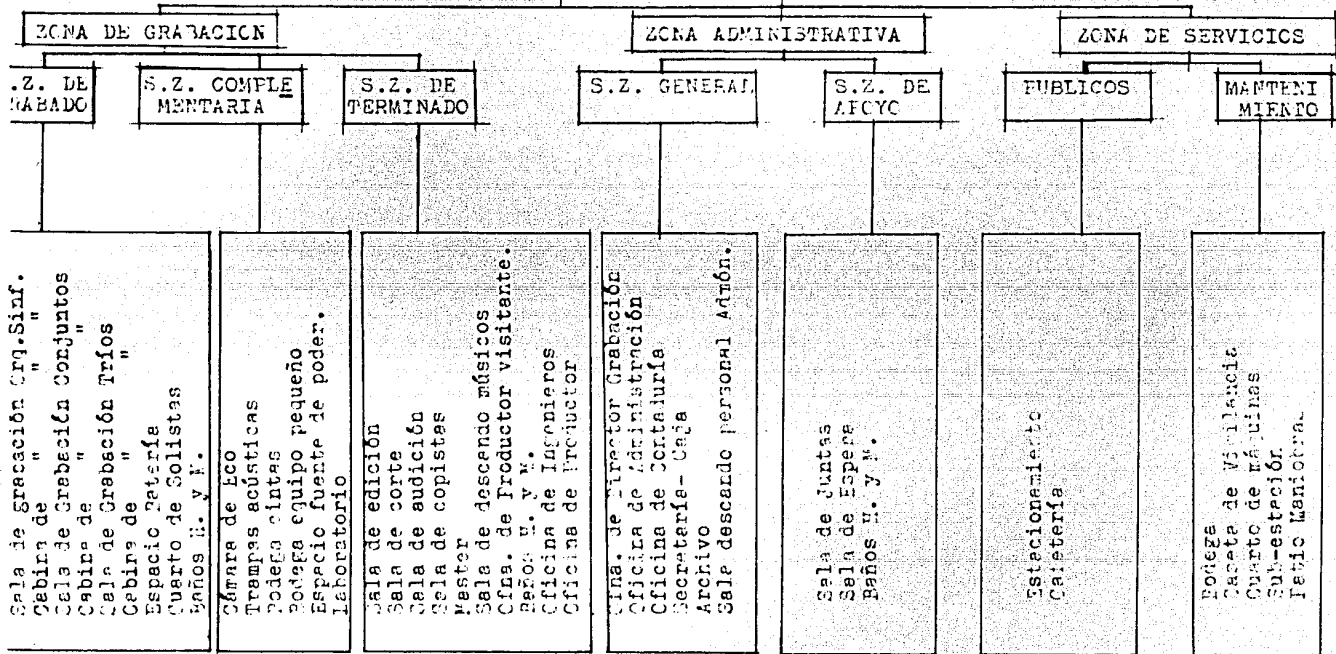 ZONA DE GRABACION
ZONA ADMINISTRATIVA
ZONA DE SERVICIOS
.Z. DE
RABADO
S.Z. COMPLE
MENTARIA
S.Z. DE
TERMINADO
S.Z. GENERAL
S.Z. DE
APOYO
PUBLICOS
MANTENI
MIENTO
Sala de grabación Orq.Sinf.
Cabina de " "
Sala de Grabación Conjuntos
Cabina de " "
Sala de Grabación Tríos
Cabina de " "
Espacio Batería
Cuarto de Solistas
Baños H. y M.
Cámara de Eco
Trampas acústicas
Bodega cintas
Bodega equipo pequeño
Espacio fuente de poder.
Laboratorio
Sala de edición
Sala de corte
Sala de audición
Sala de copistas
Master
Sala de descando músicos
Ofna. de Productor visitante.
Baños H. y M.
Oficina de Ingenieros
Oficina de Productor
Ofna. de Director Grabación
Oficina de Administración
Oficina de Contaluría
Secretaría- Caja
Archivo
Sala descando personal Admón.
Sala de Juntas
Sala de Espera
Baños H. y M.
Estacionamiento
Cafetería
Bodega
Caseta de Vigilancia
Cuarto de máquinas
Sub-estación
Patio Maniobra